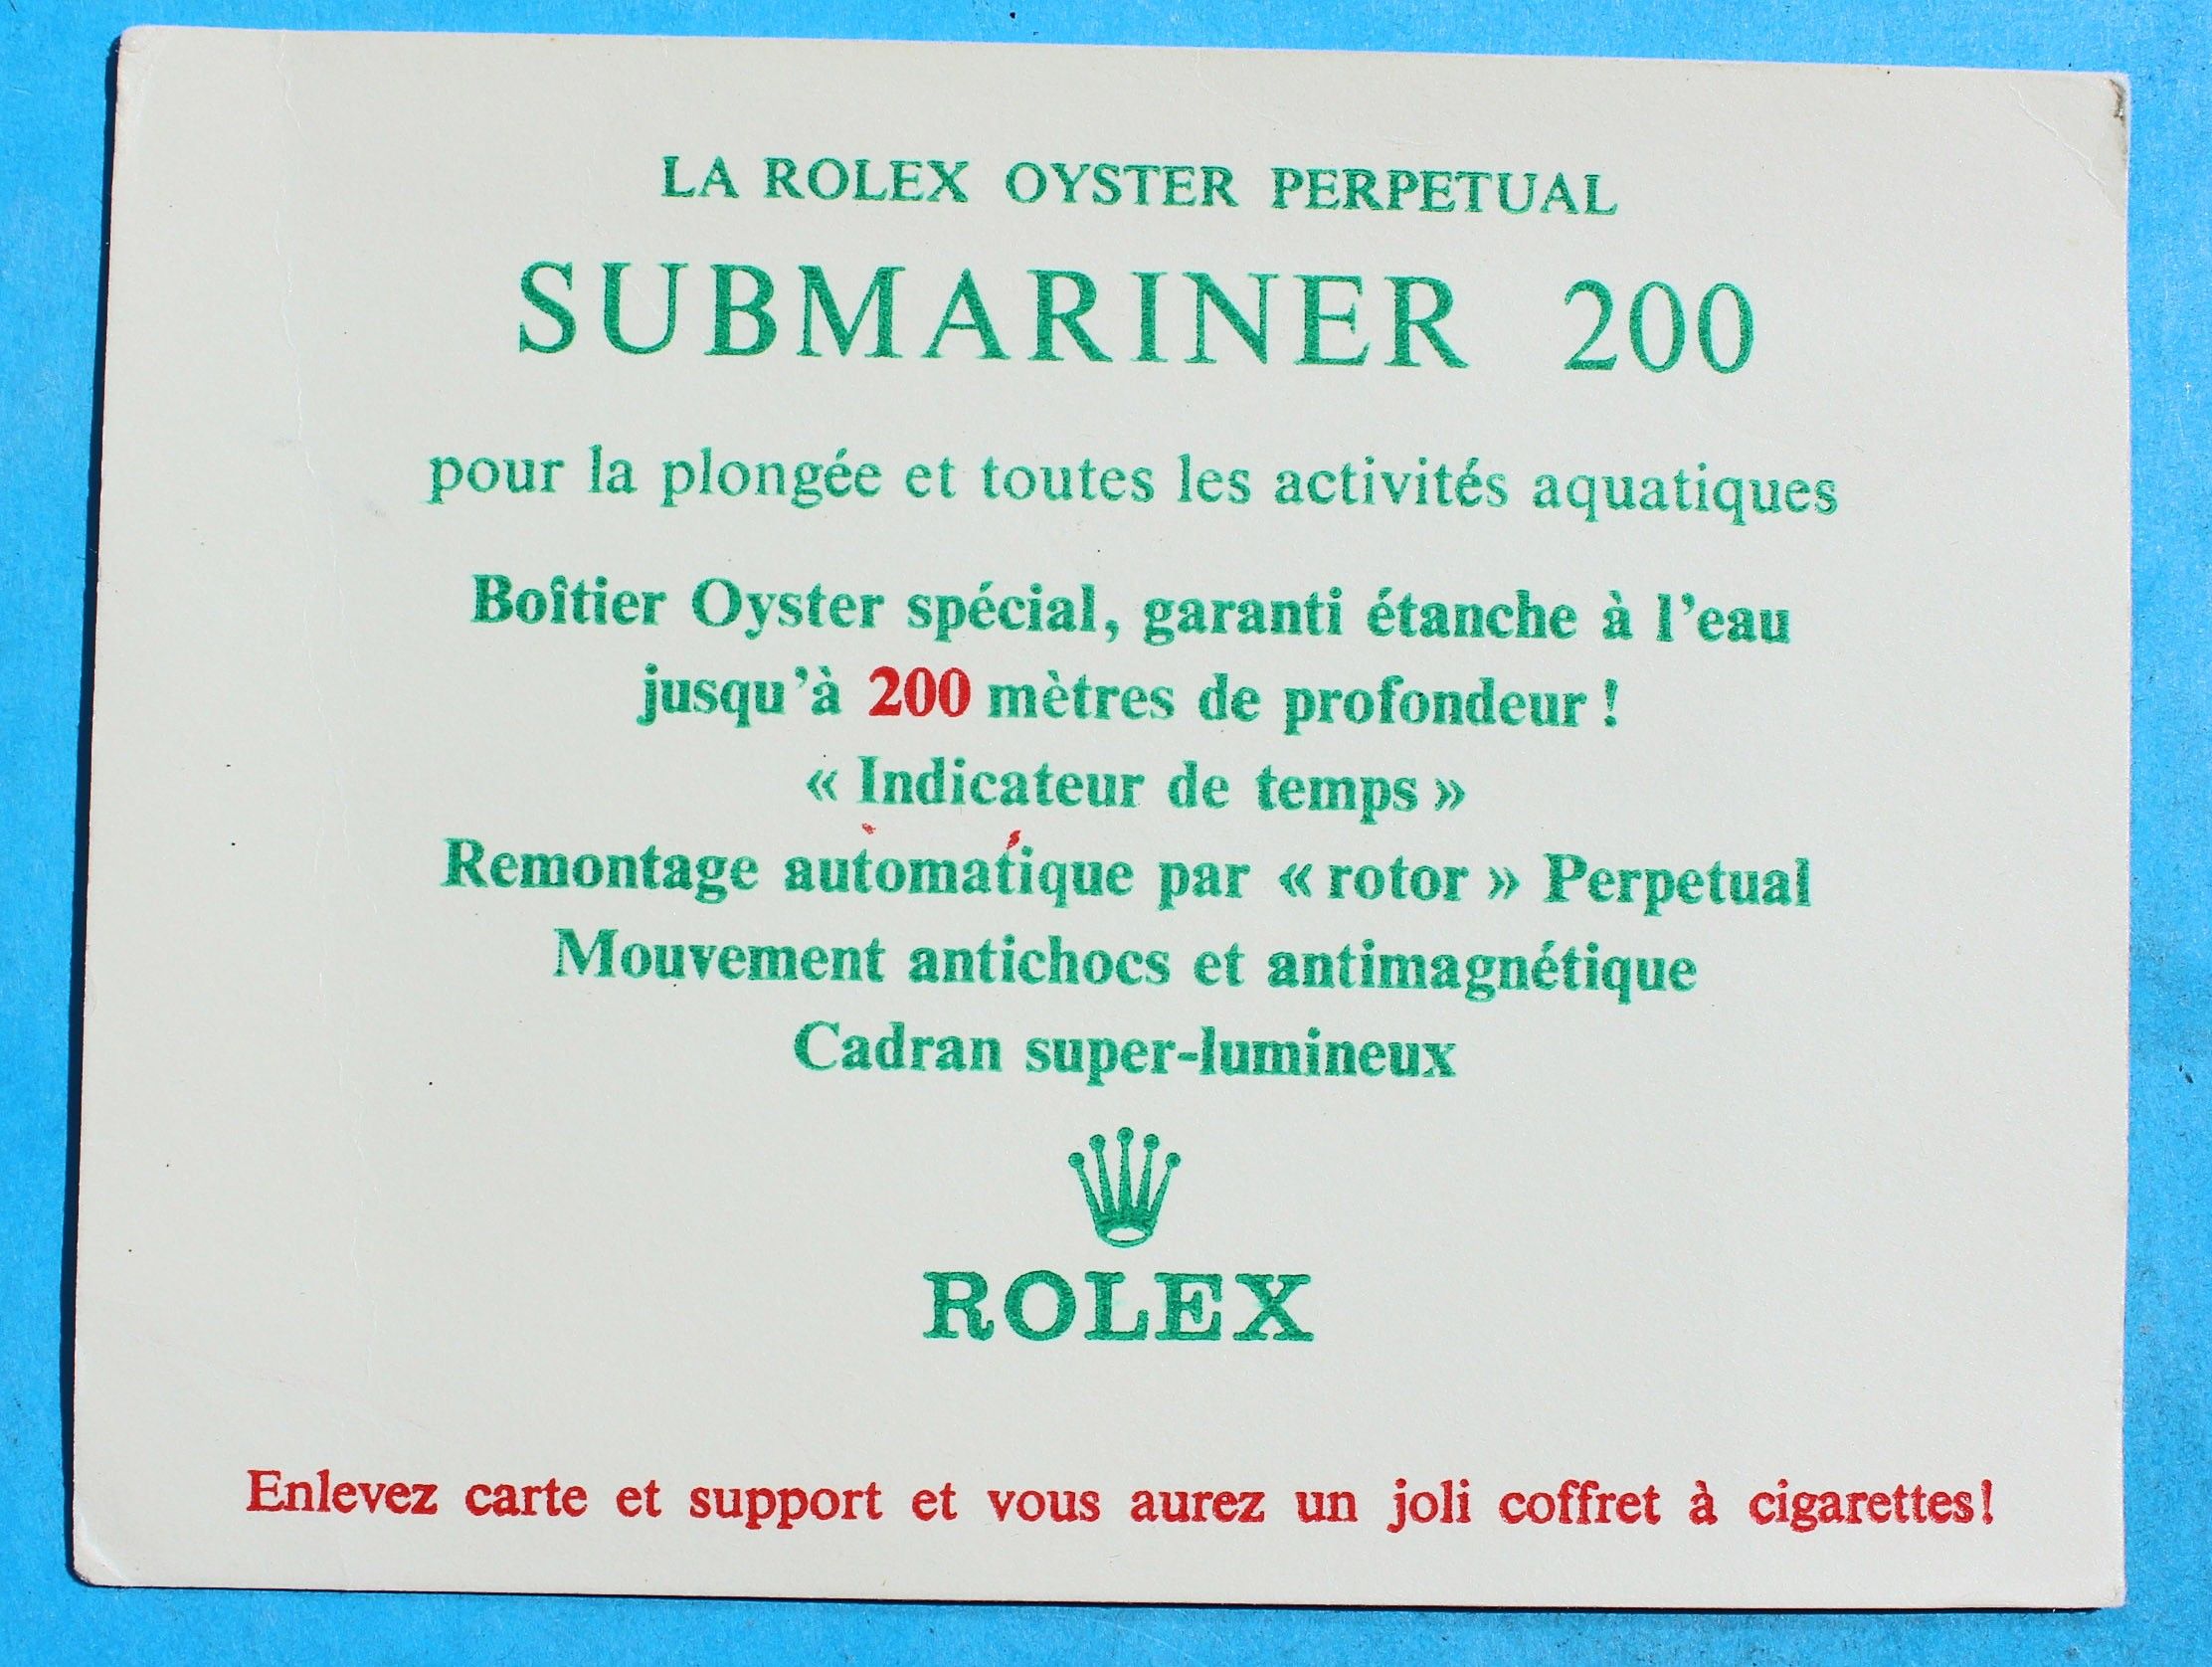 LA ROLEX OYSTER PERPETUAL
SUBMARINER 200
pour la plongée et toutes les activités aquatiques
Boîtier Oyster spécial, garanti étanche à l'eau
jusqu'à 200 mètres de profondeur !
« Indicateur de temps »
Remontage automatique par « rotor » Perpetual
Mouvement antichocs et antimagnétique
Cadran super-lumineux
ROLEX
Enlevez carte et support et vous aurez un joli coffret à cigarettes!